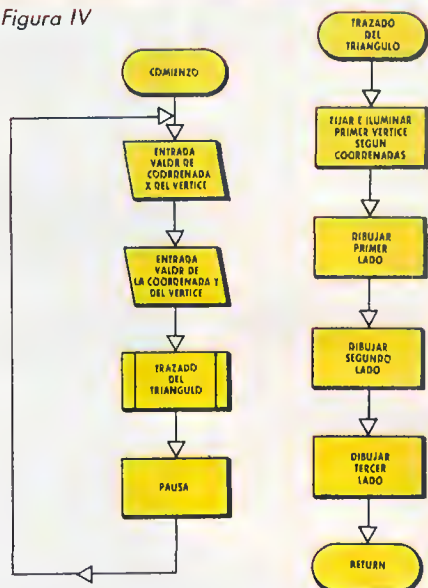 Figura IV
COMIENZO
ENTRADA
VALOR DE
COORDENADA
X DEL VERTICE
ENTRADA
VALOR DE
LA COORDENADA Y
DEL VERTICE
TRAZADO
DEL
TRIANGULO
PAUSA
TRAZADO
DEL
TRIANGULO
FIJAR E ILUMINAR
PRIMER VERTICE
SEGUN
COORDENADAS
DIBUJAR
PRIMER
LADO
DIBUJAR
SEGUNDO
LADO
DIBUJAR
TERCER
LADO
RETURN